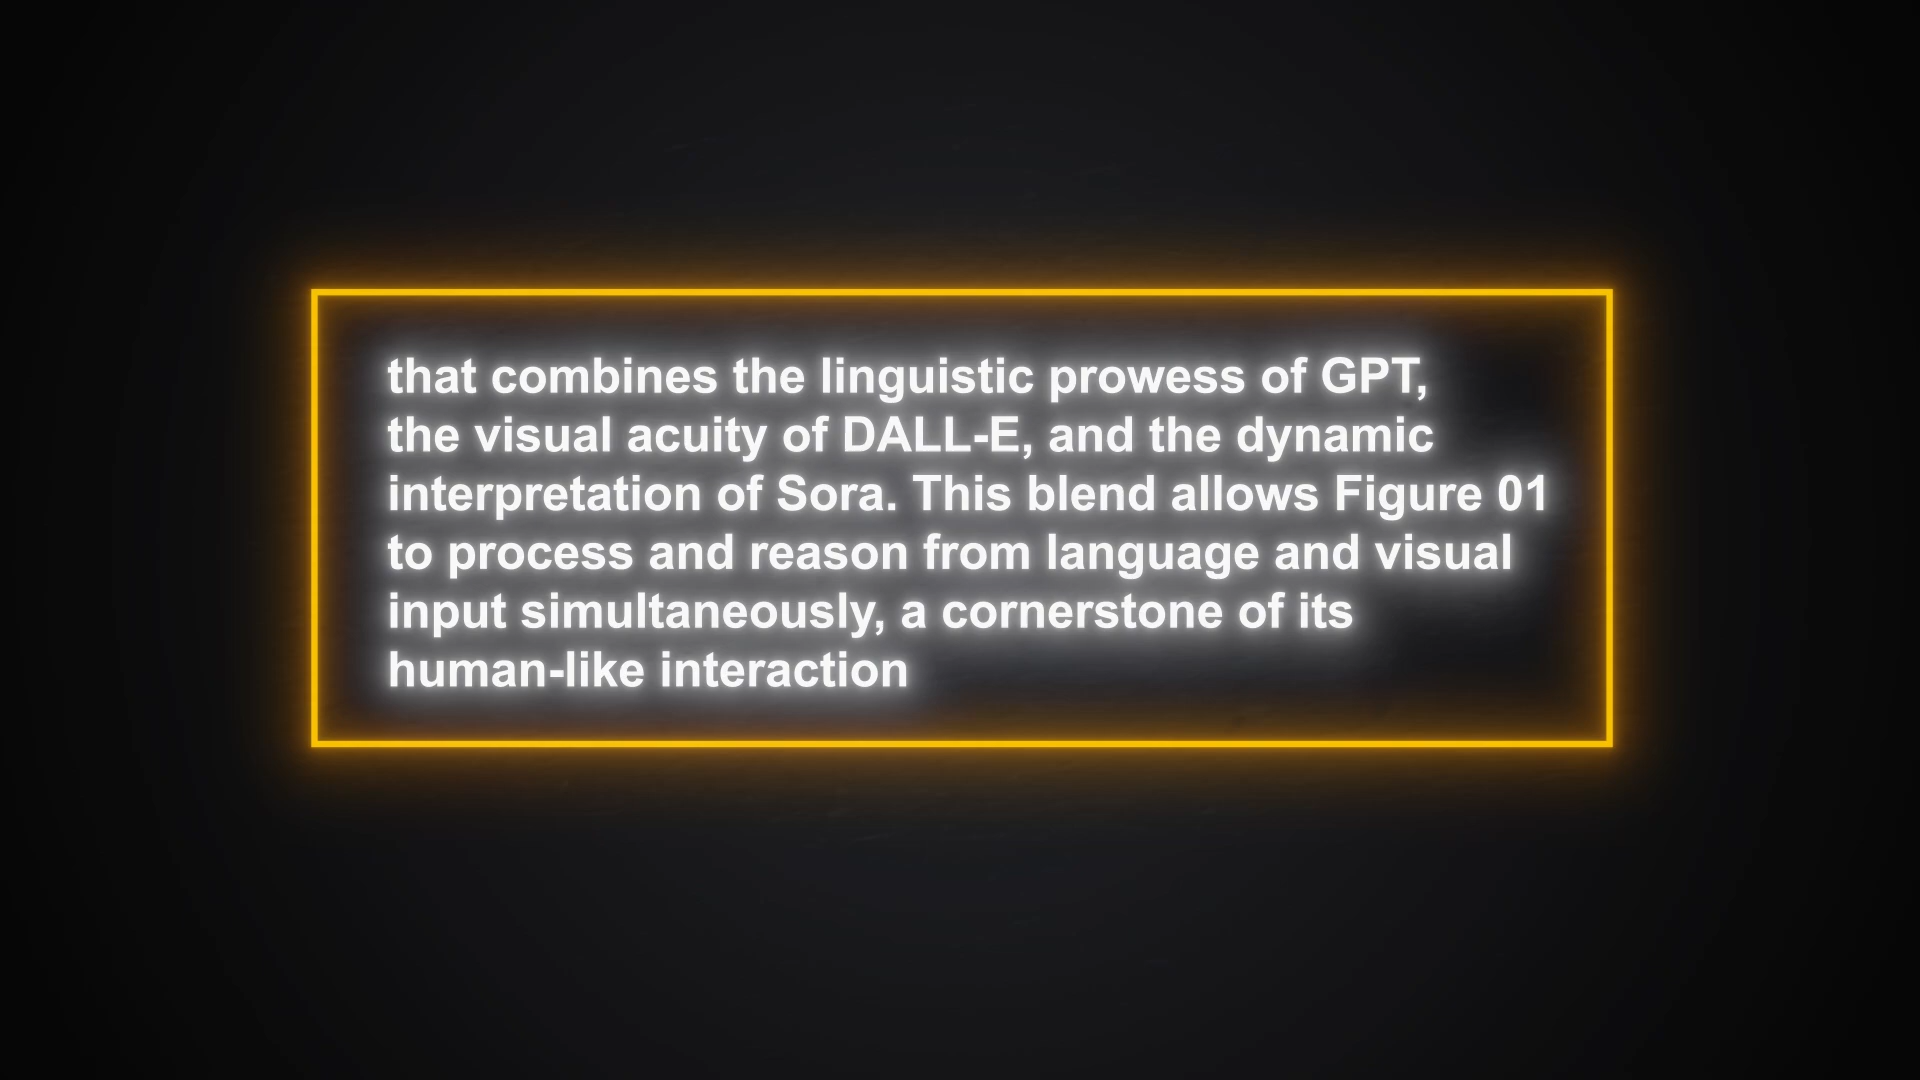 that combines the linguistic prowess of GPT,
the visual acuity of DALL-E, and the dynamic
interpretation of Sora. This blend allows Figure 01
to process and reason from language and visual
input simultaneously, a cornerstone of its
human-like interaction